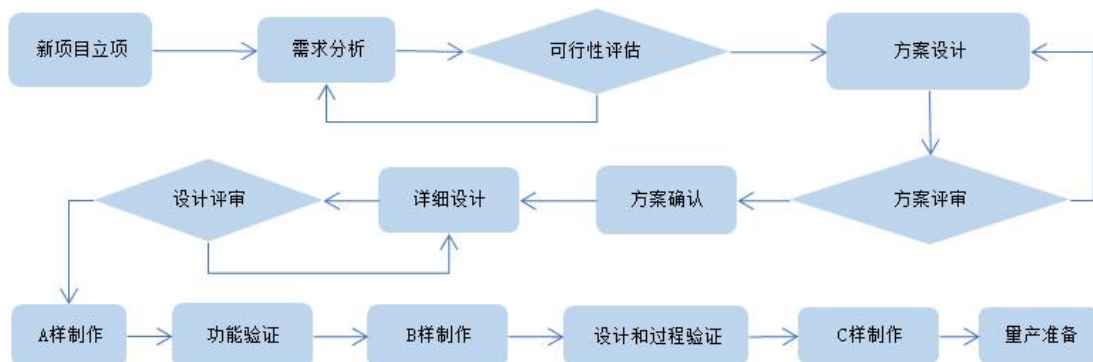 新项目立项
需求分析
可行性评估
方案设计
方案评审
方案确认
详细设计
设计评审
A样制作
功能验证
B样制作
设计和过程验证
C样制作
量产准备